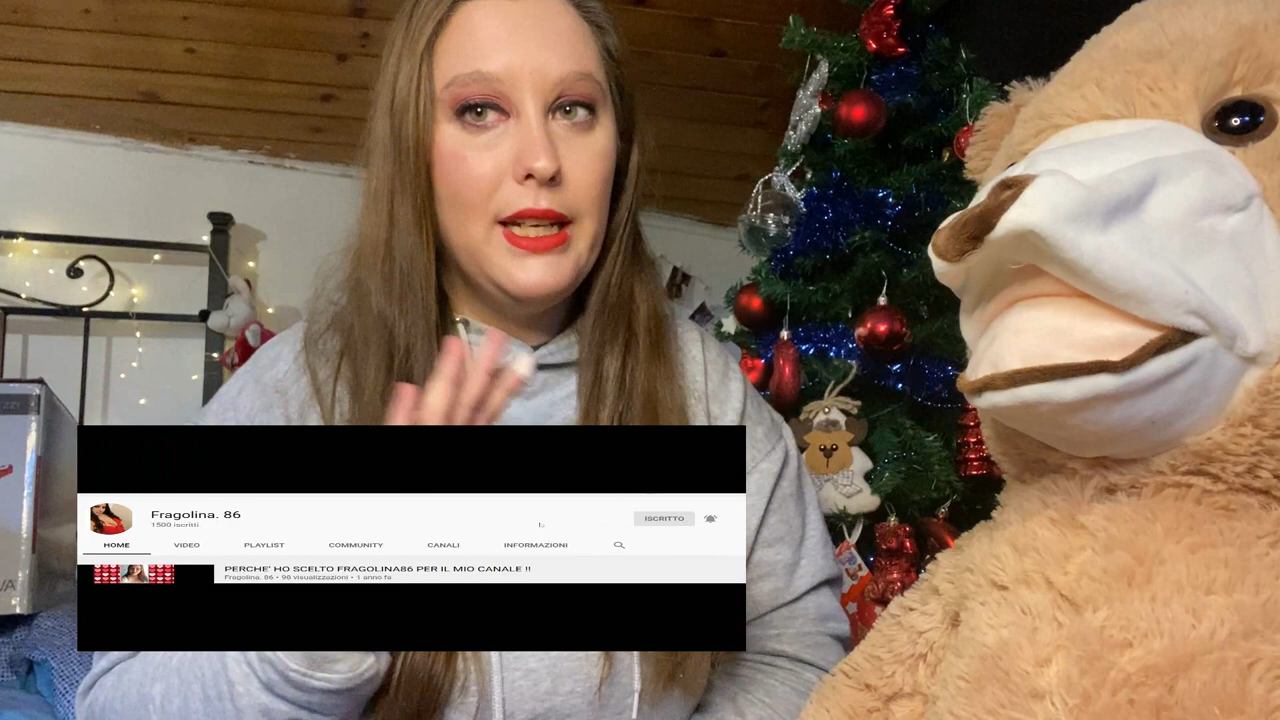 Fragolina. 86
1500 iscritti
ISCRITTO
HOME VIDEO PLAYLIST COMMUNITY CANALI INFORMAZIONI
PERCHE' HO SCELTO FRAGOLINA86 PER IL MIO CANALE !!
Fragolina. 86 • 98 visualizzazioni • 1 anno fa